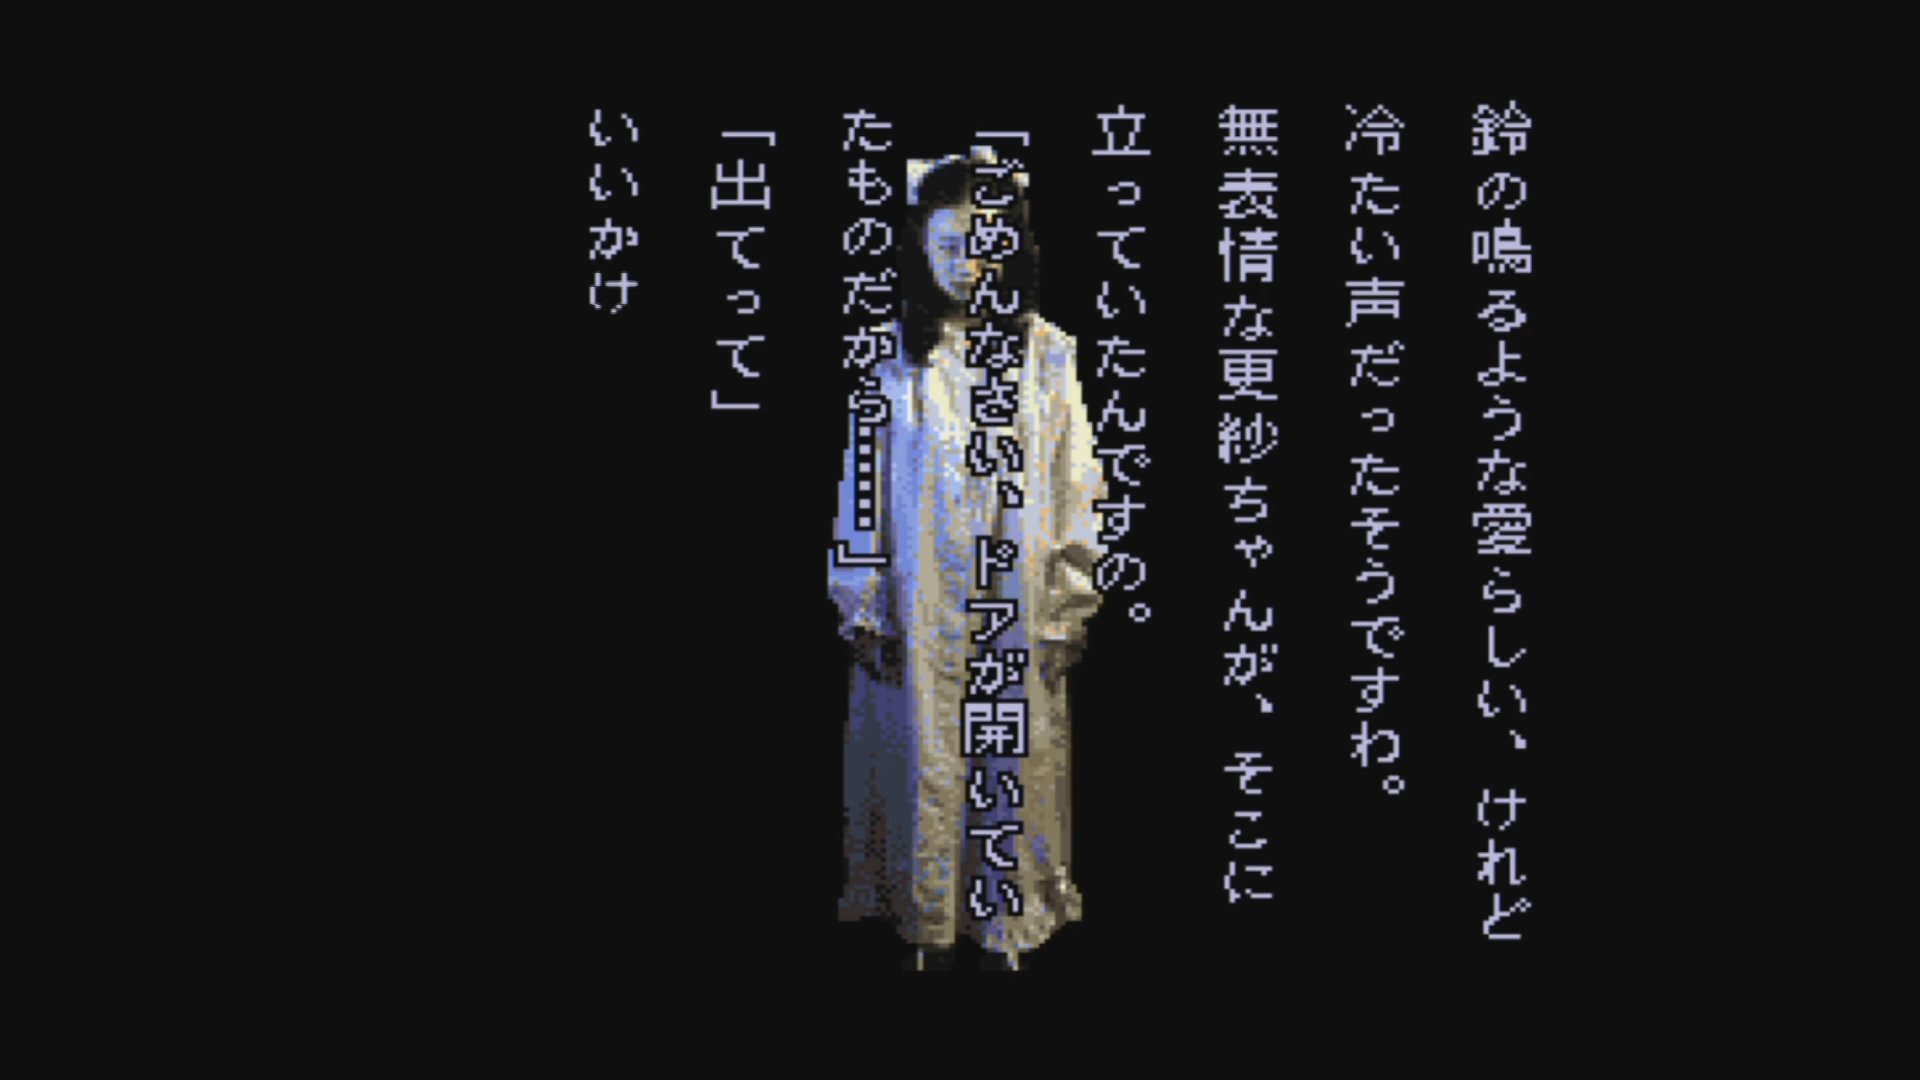 鈴の鳴るような愛らしい、けれど
冷たい声だったそうですわ。
無表情な更紗ちゃんが、そこに
立っていたんですの。
「ごめんなさい、ドアが開いてい
たものだから……」
「出てって」
いいかけ